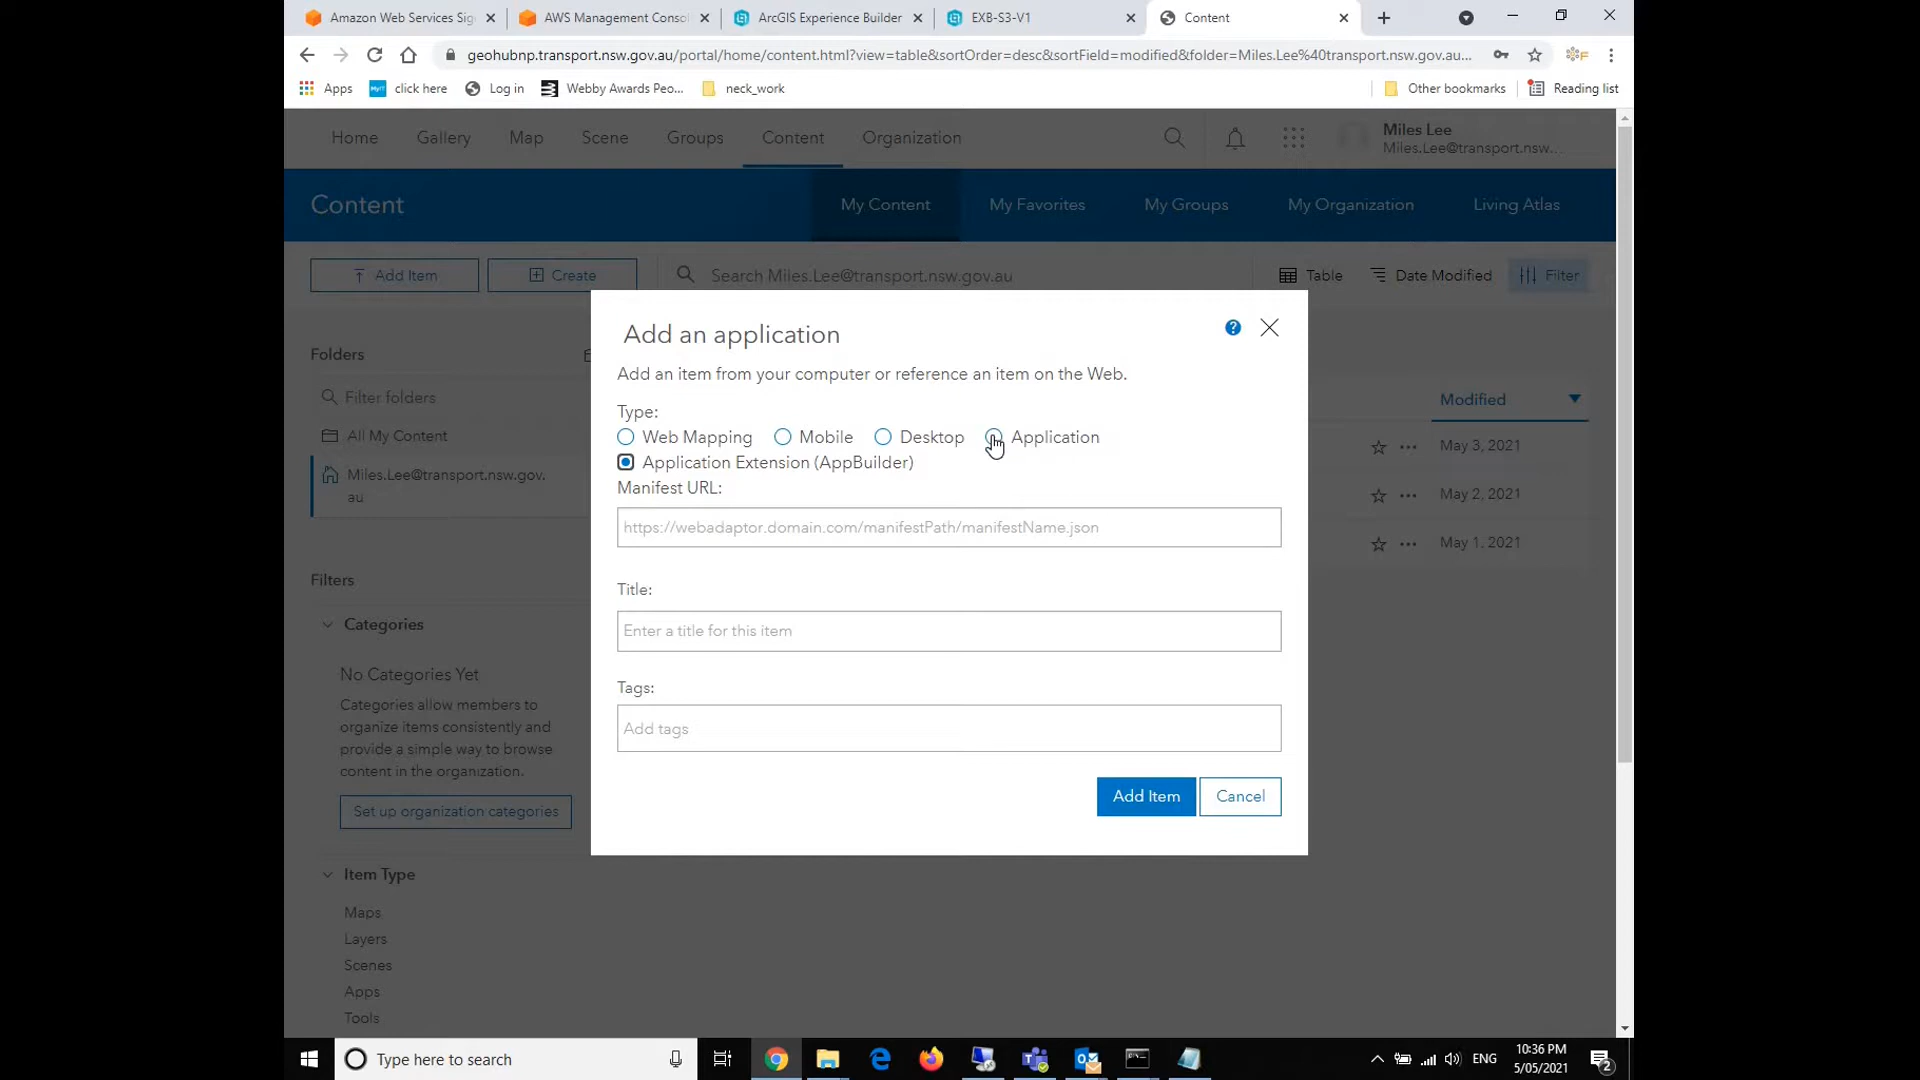 Amazon Web Services Sig
AWS Management Consol
ArcGIS Experience Builder
EXB-S3-V1
Content
geohubnp.transport.nsw.gov.au/portal/home/content.html?view=table&sortOrder=desc&sortField=modified&folder=Miles.Lee%40transport.nsw.gov.au...
Apps
click here
Log in
Webby Awards Peo...
neck_work
Other bookmarks
Reading list
Home
Gallery
Map
Scene
Groups
Content
Organization
Miles Lee
Miles.Lee@transport.nsw...
Content
My Content
My Favorites
My Groups
My Organization
Living Atlas
Add Item
Create
Search Miles.Lee@transport.nsw.gov.au
Table
Date Modified
Filter
Add an application
Add an item from your computer or reference an item on the Web.
Type:
Web Mapping
Mobile
Desktop
Application
Application Extension (AppBuilder)
Manifest URL:
https://webadaptor.domain.com/manifestPath/manifestName.json
Title:
Enter a title for this item
Tags:
Add tags
Add Item
Cancel
Folders
Filter folders
All My Content
Miles.Lee@transport.nsw.gov.
au
Filters
Categories
No Categories Yet
Categories allow members to
organize items consistently and
provide a simple way to browse
content in the organization.
Set up organization categories
Item Type
Maps
Layers
Scenes
Apps
Tools
Modified
May 3, 2021
May 2, 2021
May 1, 2021
Type here to search
ENG
10:36 PM
5/05/2021
2